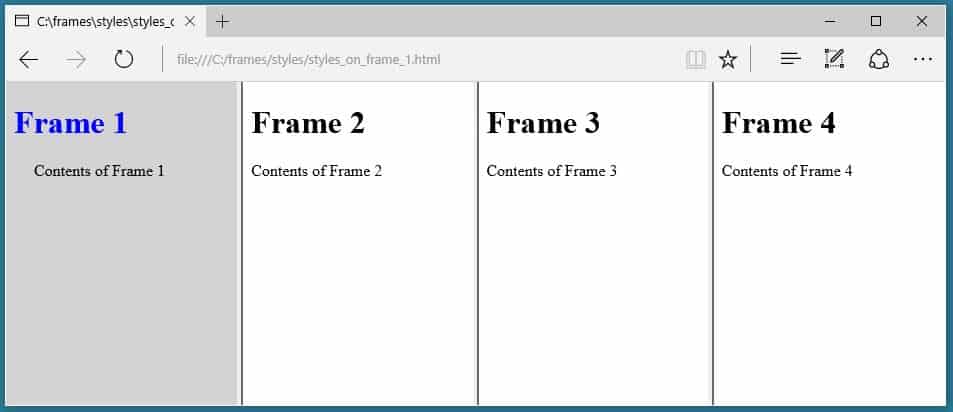 C:\frames\styles\styles_c
file:///C:/frames/styles/styles_on_frame_1.html
Frame 1
Contents of Frame 1
Frame 2
Contents of Frame 2
Frame 3
Contents of Frame 3
Frame 4
Contents of Frame 4